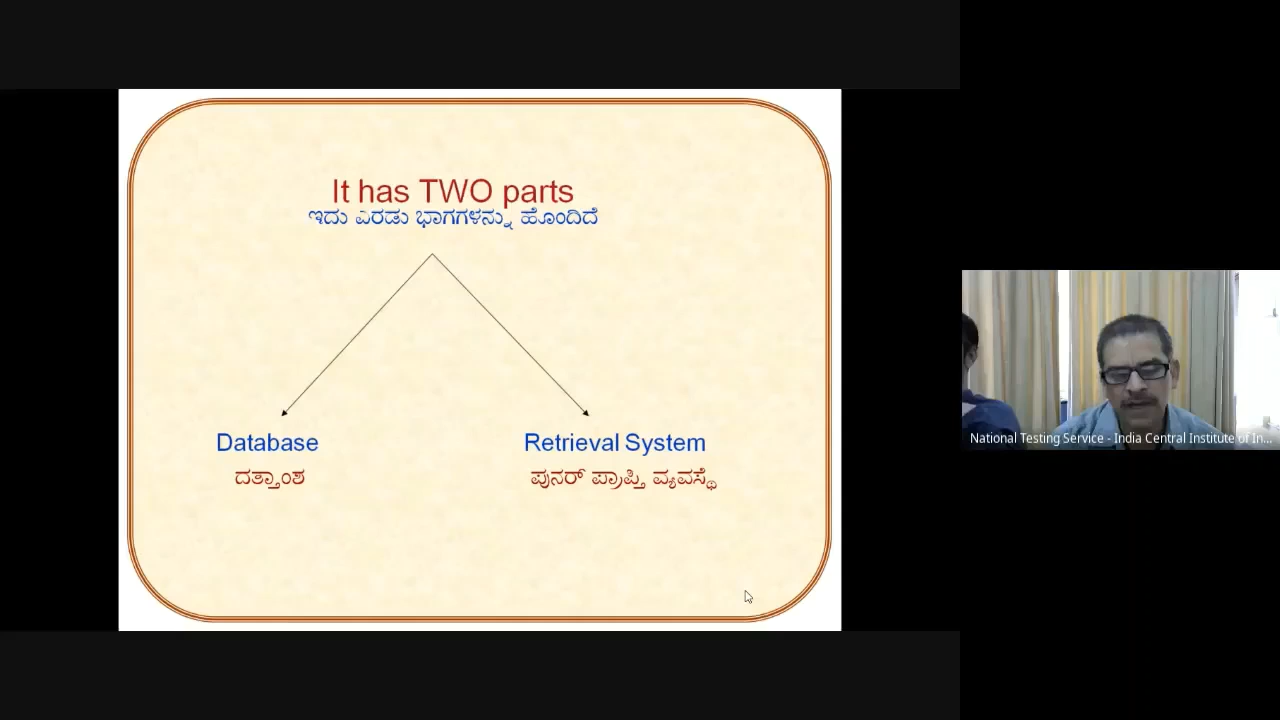 It has TWO parts
ಇದು ಎರಡು ಭಾಗಗಳನ್ನು ಹೊಂದಿದೆ
Database
ದತ್ತಾಂಶ
Retrieval System
ಪುನರ್ ಪ್ರಾಪ್ತಿ ವ್ಯವಸ್ಥೆ
National Testing Service - India Central Institute of In...